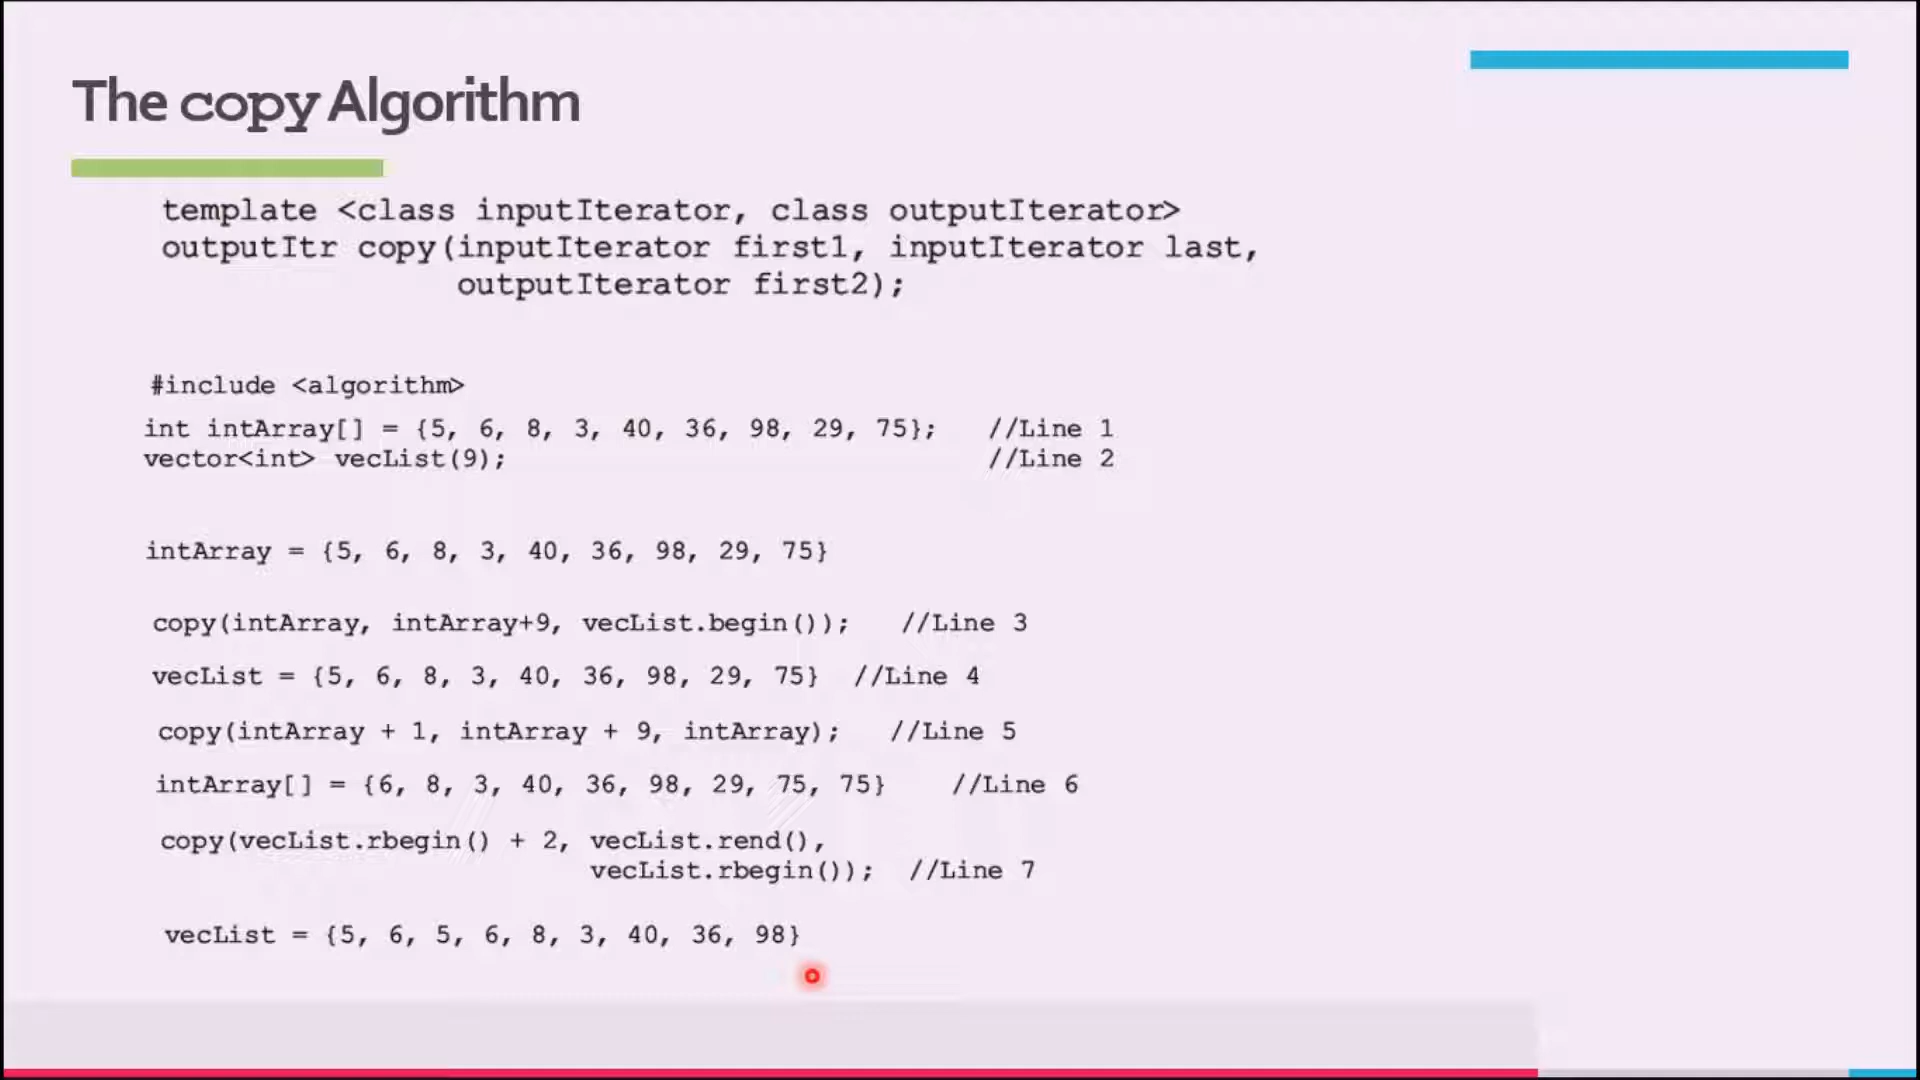 The copy Algorithm
template <class inputIterator, class outputIterator>
outputItr copy(inputIterator first1, inputIterator last,
outputIterator first2);
#include <algorithm>
int intArray[] = {5, 6, 8, 3, 40, 36, 98, 29, 75}; //Line 1
vector<int> vecList(9); //Line 2
intArray = {5, 6, 8, 3, 40, 36, 98, 29, 75}
copy(intArray, intArray+9, vecList.begin()); //Line 3
vecList = {5, 6, 8, 3, 40, 36, 98, 29, 75} //Line 4
copy(intArray + 1, intArray + 9, intArray); //Line 5
intArray[] = {6, 8, 3, 40, 36, 98, 29, 75, 75} //Line 6
copy(vecList.rbegin() + 2, vecList.rend(),
vecList.rbegin()); //Line 7
vecList = {5, 6, 5, 6, 8, 3, 40, 36, 98}